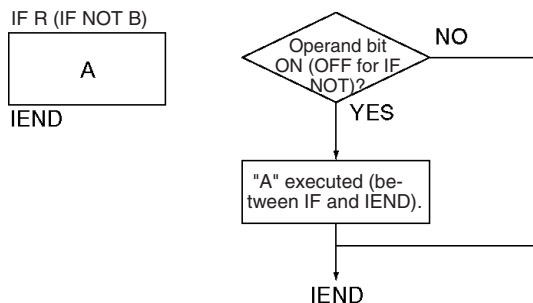 IF R (IF NOT B)
A
IEND
Operand bit
ON (OFF for IF
NOT)?
NO
YES
"A" executed (be-
tween IF and IEND).
IEND